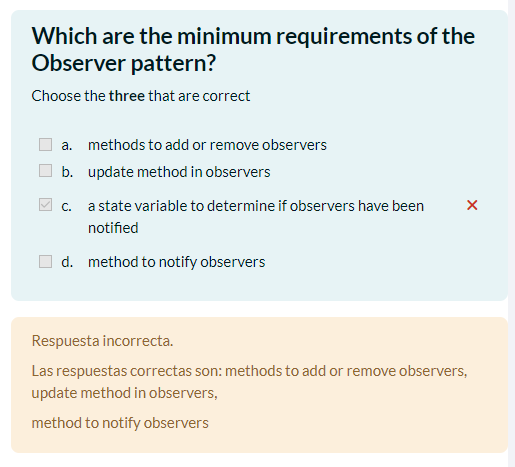 Which are the minimum requirements of the
Observer pattern?
Choose the three that are correct
a. methods to add or remove observers
b. update method in observers
c. a state variable to determine if observers have been
notified
d. method to notify observers
Respuesta incorrecta.
Las respuestas correctas son: methods to add or remove observers,
update method in observers,
method to notify observers